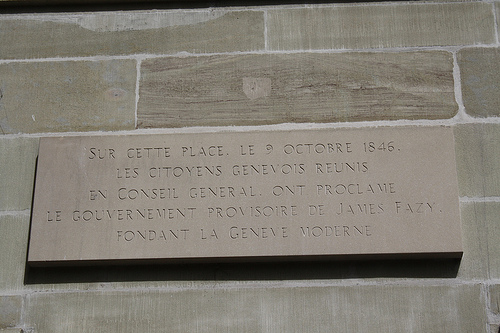 SUR CETTE PLACE, LE 9 OCTOBRE 1846,
LES CITOYENS GENEVOIS REUNIS
EN CONSEIL GENERAL, ONT PROCLAME
LE GOUVERNEMENT PROVISOIRE DE JAMES FAZY,
FONDANT LA GENEVE MODERNE